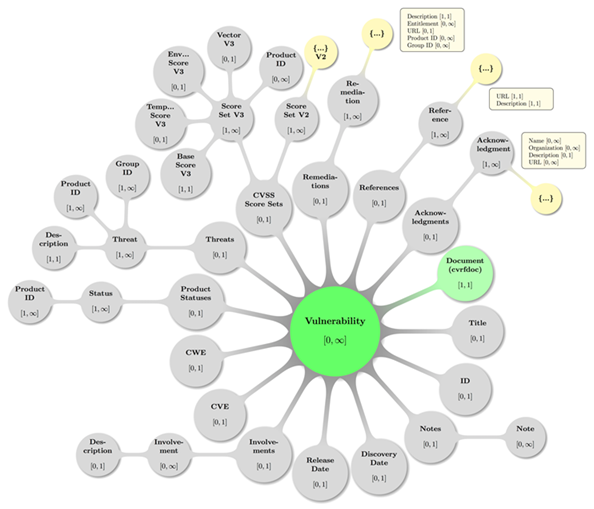 Description [1, 1]
Entitlement [0, ∞]
URL [0, 1]
Product ID [0, ∞]
Group ID [0, ∞]
{...}
{...}
V2
Vector
V3
[0, 1]
Env...
Score
V3
[0, 1]
Product
ID
[0, ∞]
Re-
media-
tion
[1, ∞]
{...}
URL [1, 1]
Description [1, 1]
Temp...
Score
V3
[0, 1]
Score
Set V3
[1, ∞]
Score
Set V2
[1, ∞]
Refer-
ence
[1, ∞]
Acknow-
ledgment
[1, ∞]
Name [0, ∞]
Organization [0, ∞]
Description [0, 1]
URL [0, ∞]
{...}
Base
Score
V3
[1, 1]
Group
ID
[1, ∞]
Product
ID
[1, ∞]
CVSS
Score Sets
[0, 1]
Remedia-
tions
[0, 1]
References
[0, 1]
Acknow-
ledgments
[0, 1]
Des-
cription
[1, 1]
Threat
[1, ∞]
Threats
[0, 1]
Document
(cvrfdoc)
[1, 1]
Product
ID
[1, ∞]
Status
[1, ∞]
Product
Statuses
[0, 1]
Vulnerability
[0, ∞]
Title
[0, 1]
CWE
[0, 1]
ID
[0, 1]
CVE
[0, 1]
Notes
[0, 1]
Note
[0, ∞]
Des-
cription
[0, 1]
Involve-
ment
[0, ∞]
Involve-
ments
[0, 1]
Release
Date
[0, 1]
Discovery
Date
[0, 1]